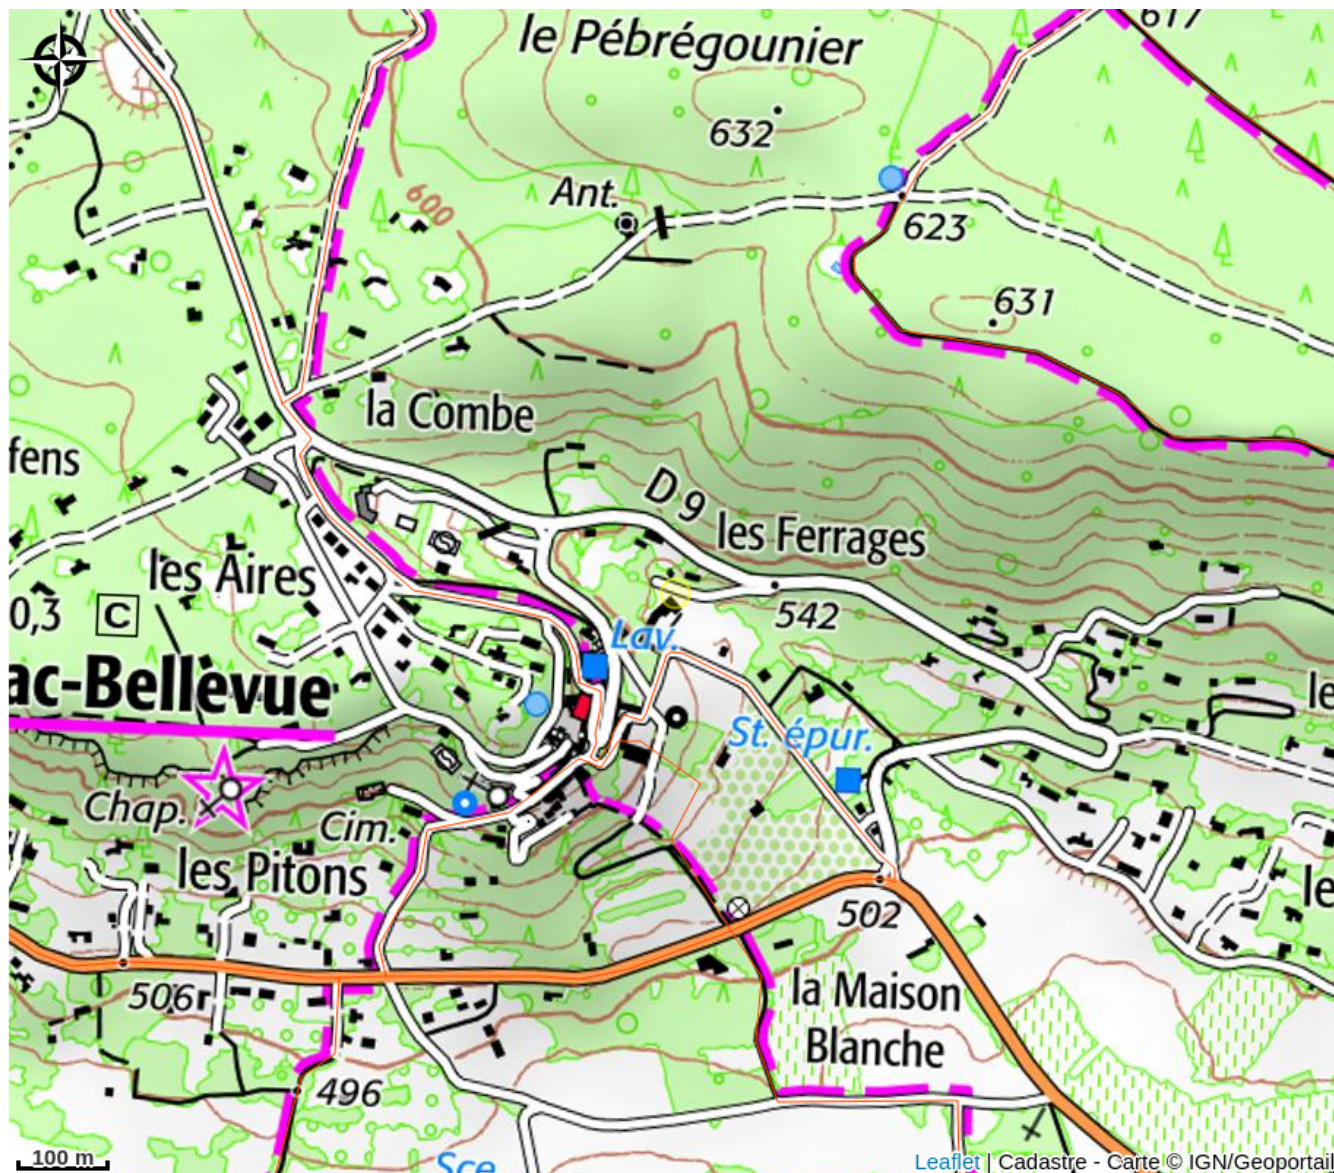 617
le Pébrégounier
632
Ant.
600
623
631
la Combe
fens
D 9
les Ferrages
les Aires
0,3
C
542
Lav.
ac-Bellevue
le
St. épur.
Chap.
Cim.
les Pitons
le
502
506
la Maison
Blanche
496
100 m
Sce
Leaflet | Cadastre - Carte © IGN/Geoportail